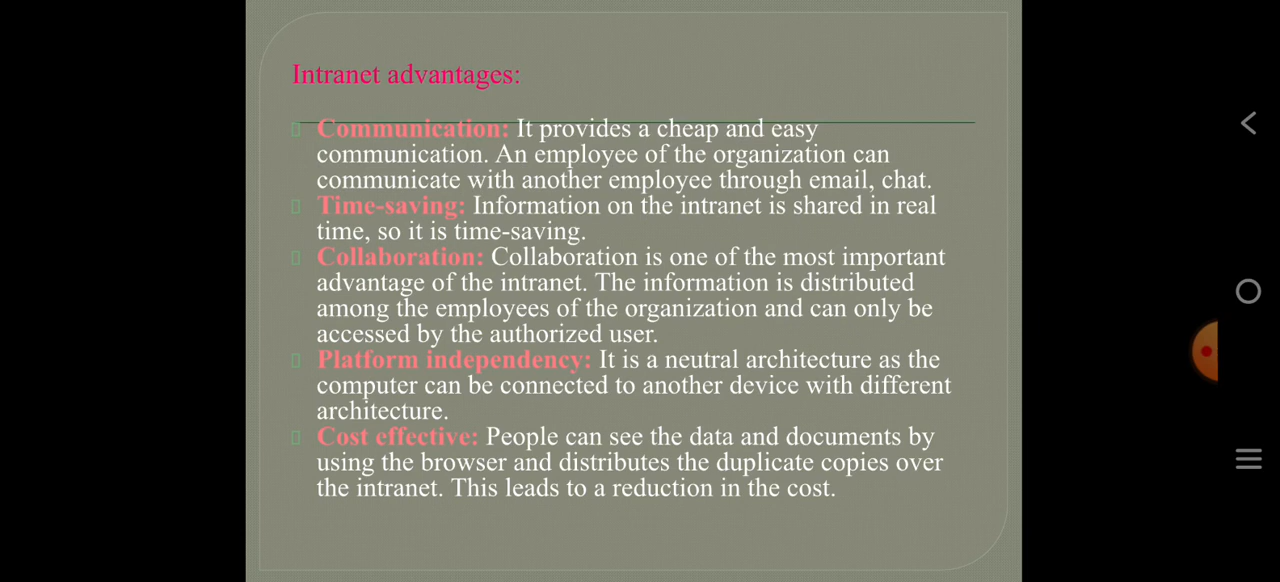 Intranet advantages:
Communication: It provides a cheap and easy
communication. An employee of the organization can
communicate with another employee through email, chat.
Time-saving: Information on the intranet is shared in real
time, so it is time-saving.
Collaboration: Collaboration is one of the most important
advantage of the intranet. The information is distributed
among the employees of the organization and can only be
accessed by the authorized user.
Platform independency: It is a neutral architecture as the
computer can be connected to another device with different
architecture.
Cost effective: People can see the data and documents by
using the browser and distributes the duplicate copies over
the intranet. This leads to a reduction in the cost.